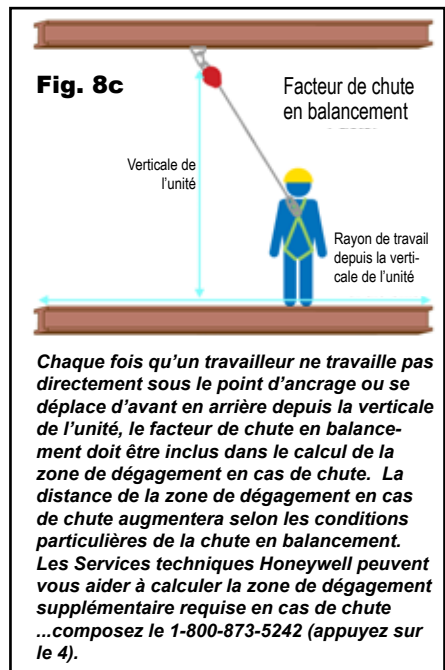 Fig. 8c
Facteur de chute
en balancement
Verticale de
l'unité
Rayon de travail
depuis la verti-
cale de l'unité
Chaque fois qu'un travailleur ne travaille pas
directement sous le point d'ancrage ou se
déplace d'avant en arrière depuis la verticale
de l'unité, le facteur de chute en balance-
ment doit être inclus dans le calcul de la
zone de dégagement en cas de chute.  La
distance de la zone de dégagement en cas
de chute augmentera selon les conditions
particulières de la chute en balancement.
Les Services techniques Honeywell peuvent
vous aider à calculer la zone de dégagement
supplémentaire requise en cas de chute
...composez le 1-800-873-5242 (appuyez sur
le 4).